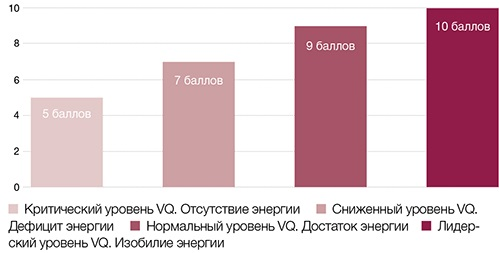 10
8
6
4
2
0
5 баллов
7 баллов
9 баллов
10 баллов
Критический уровень VQ. Отсутствие энергии Сниженный уровень VQ.
Дефицит энергии Нормальный уровень VQ. Достаток энергии Лидер-
ский уровень VQ. Изобилие энергии